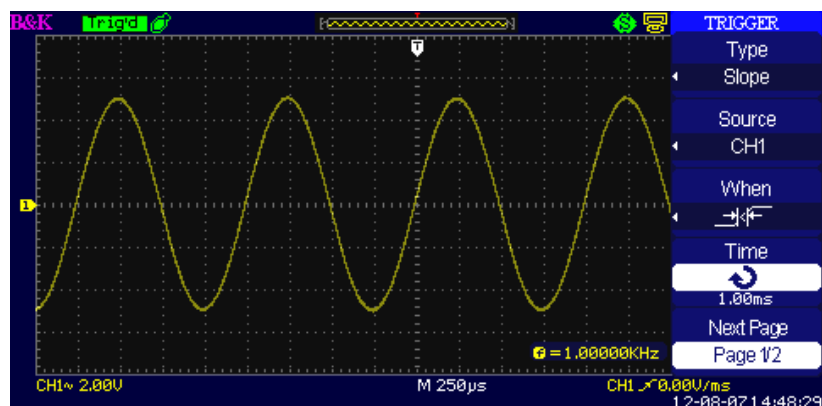 B&K Trig'd TRIGGER
T
Type
Slope
Source
CH1
1
When
Time
1.00ms
Next Page
f = 1.00000KHz Page 1/2
CH1~ 2.00V M 250µs CH1 0.00V/ms
12-08-07 14:48:29